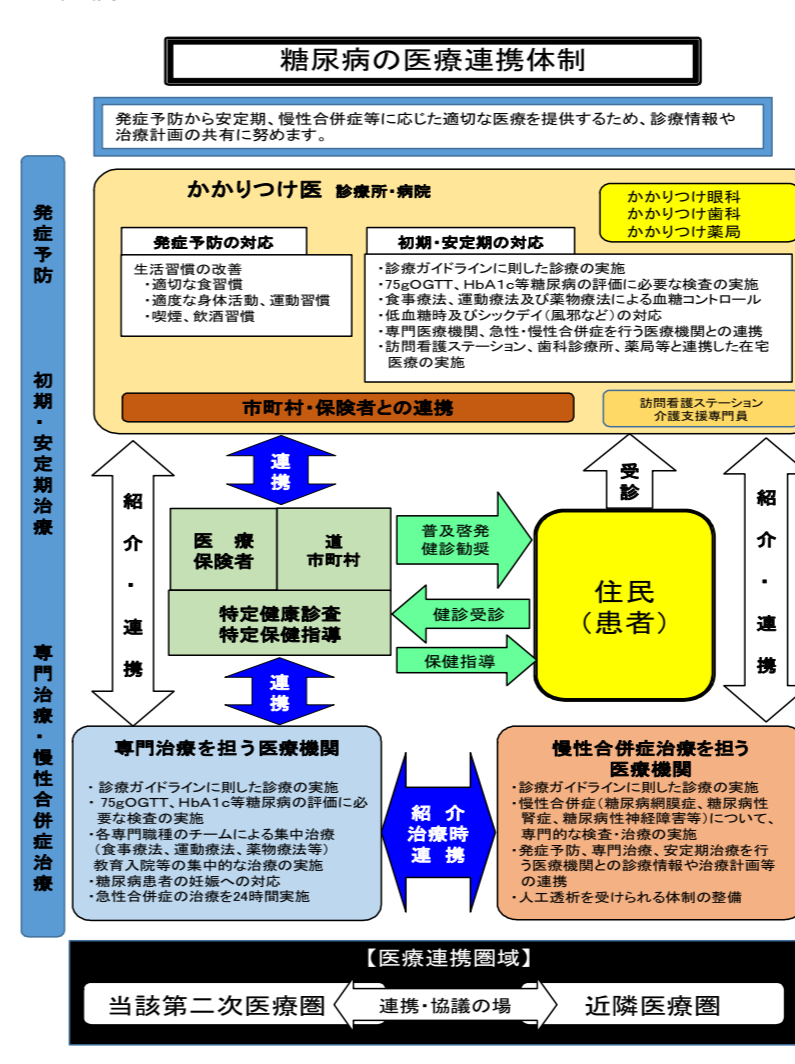 糖尿病の医療連携体制
発症予防から安定期、慢性合併症等に応じた適切な医療を提供するため、診療情報や
治療計画の共有に努めます。
発症予防
初期・安定期治療
専門治療・慢性合併症治療
かかりつけ医 診療所・病院
かかりつけ眼科
かかりつけ歯科
かかりつけ薬局
発症予防の対応
生活習慣の改善
・適切な食習慣
・適度な身体活動、運動習慣
・喫煙、飲酒習慣
初期・安定期の対応
・診療ガイドラインに則した診療の実施
・75gOGTT、HbA1c等糖尿病の評価に必要な検査の実施
・食事療法、運動療法及び薬物療法による血糖コントロール
・低血糖時及びシックデイ(風邪など)の対応
・専門医療機関、急性・慢性合併症を行う医療機関との連携
・訪問看護ステーション、歯科診療所、薬局等と連携した在宅
医療の実施
市町村・保険者との連携
訪問看護ステーション
介護支援専門員
紹介・連携
連携
受診
紹介・連携
医療
保険者
道
市町村
特定健康診査
特定保健指導
普及啓発
健診勧奨
健診受診
保健指導
住民
(患者)
連携
専門治療を担う医療機関
・診療ガイドラインに則した診療の実施
・75gOGTT、HbA1c等糖尿病の評価に必
要な検査の実施
・各専門職種のチームによる集中治療
(食事療法、運動療法、薬物療法等)
教育入院等の集中的な治療の実施
・糖尿病患者の妊娠への対応
・急性合併症の治療を24時間実施
紹介
治療時
連携
慢性合併症治療を担う
医療機関
・診療ガイドラインに則した診療の実施
・慢性合併症(糖尿病網膜症、糖尿病性
腎症、糖尿病性神経障害等)について、
専門的な検査・治療の実施
・発症予防、専門治療、安定期治療を行
う医療機関との診療情報や治療計画等
の連携
・人工透析を受けられる体制の整備
【医療連携圏域】
当該第二次医療圏
連携・協議の場
近隣医療圏